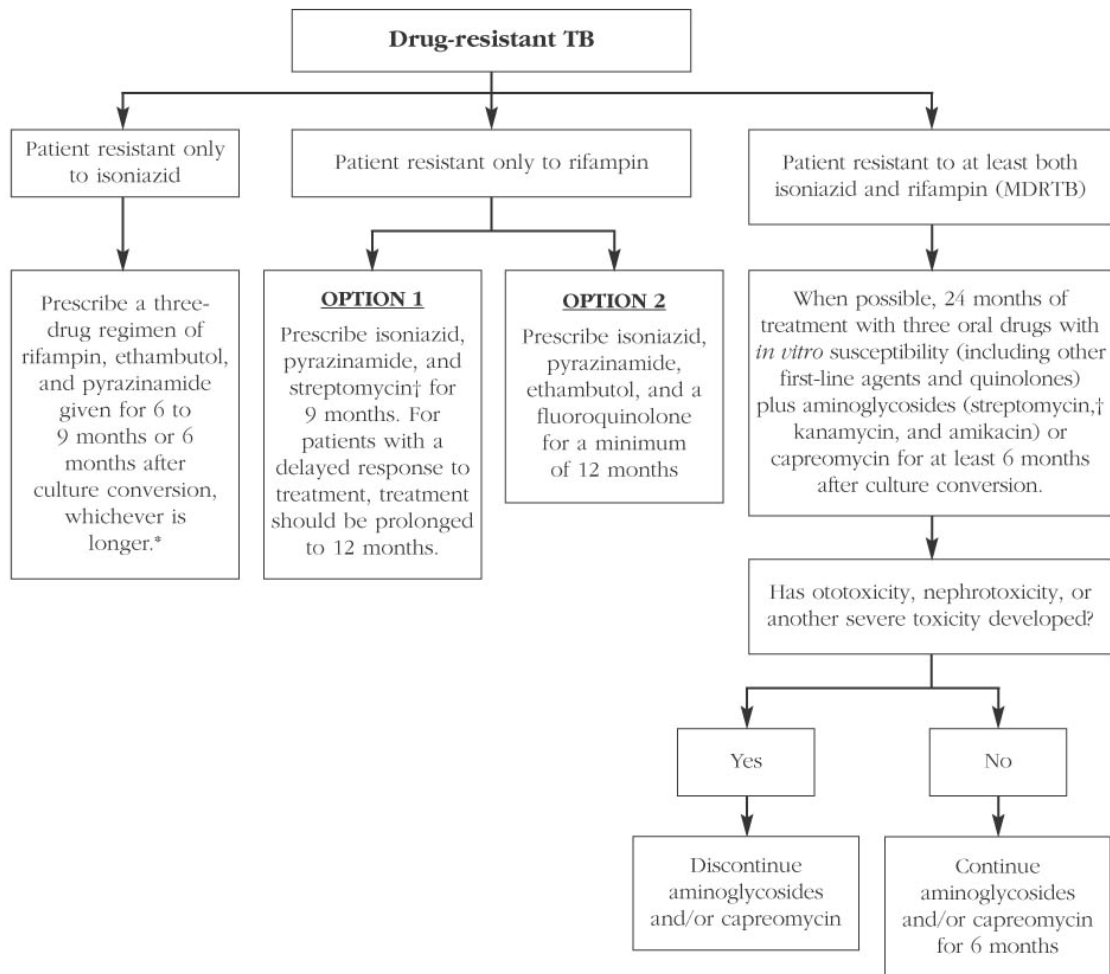 Drug-resistant TB
Patient resistant only
to isoniazid
Patient resistant only to rifampin
Patient resistant to at least both
isoniazid and rifampin (MDRTB)
Prescribe a three-
drug regimen of
rifampin, ethambutol,
and pyrazinamide
given for 6 to
9 months or 6
months after
culture conversion,
whichever is
longer.*
OPTION 1
Prescribe isoniazid,
pyrazinamide, and
streptomycin† for
9 months. For
patients with a
delayed response to
treatment, treatment
should be prolonged
to 12 months.
OPTION 2
Prescribe isoniazid,
pyrazinamide,
ethambutol, and a
fluoroquinolone
for a minimum
of 12 months
When possible, 24 months of
treatment with three oral drugs with
in vitro susceptibility (including other
first-line agents and quinolones)
plus aminoglycosides (streptomycin,†
kanamycin, and amikacin) or
capreomycin for at least 6 months
after culture conversion.
Has ototoxicity, nephrotoxicity, or
another severe toxicity developed?
Yes
No
Discontinue
aminoglycosides
and/or capreomycin
Continue
aminoglycosides
and/or capreomycin
for 6 months